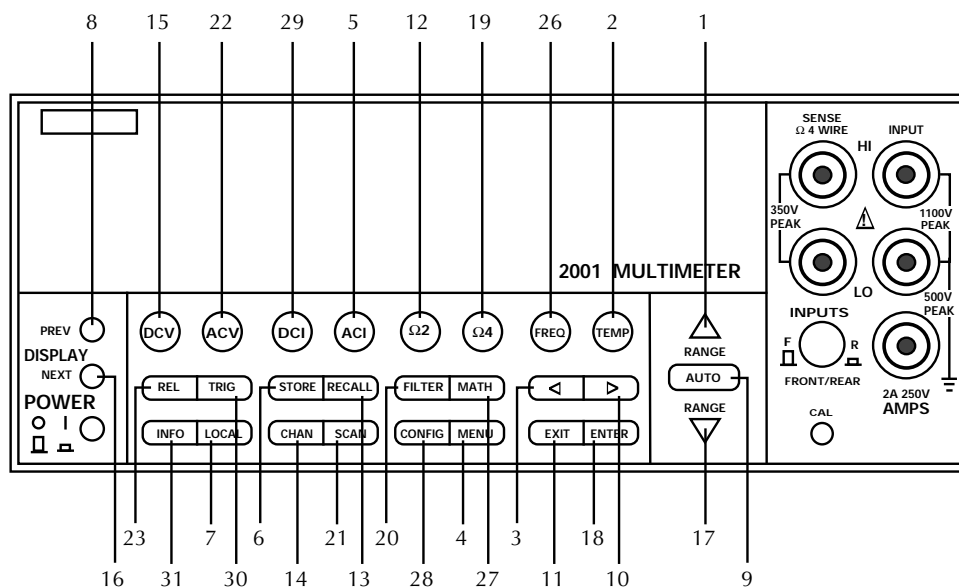 8 15 22 29 5 12 19 26 2 1
SENSE
Ω 4 WIRE
INPUT
HI
350V
PEAK
1100V
PEAK
2001 MULTIMETER
LO
500V
PEAK
INPUTS
F
R
FRONT/REAR
2A 250V
AMPS
CAL
PREV
DISPLAY
NEXT
POWER
DCV ACV DCI ACI Ω2 Ω4 FREQ TEMP
RANGE
REL TRIG STORE RECALL FILTER MATH
AUTO
RANGE
INFO LOCAL CHAN SCAN CONFIG MENU EXIT ENTER
23 7 6 21 20 4 3 18 17
16 31 30 14 13 28 27 11 10 9